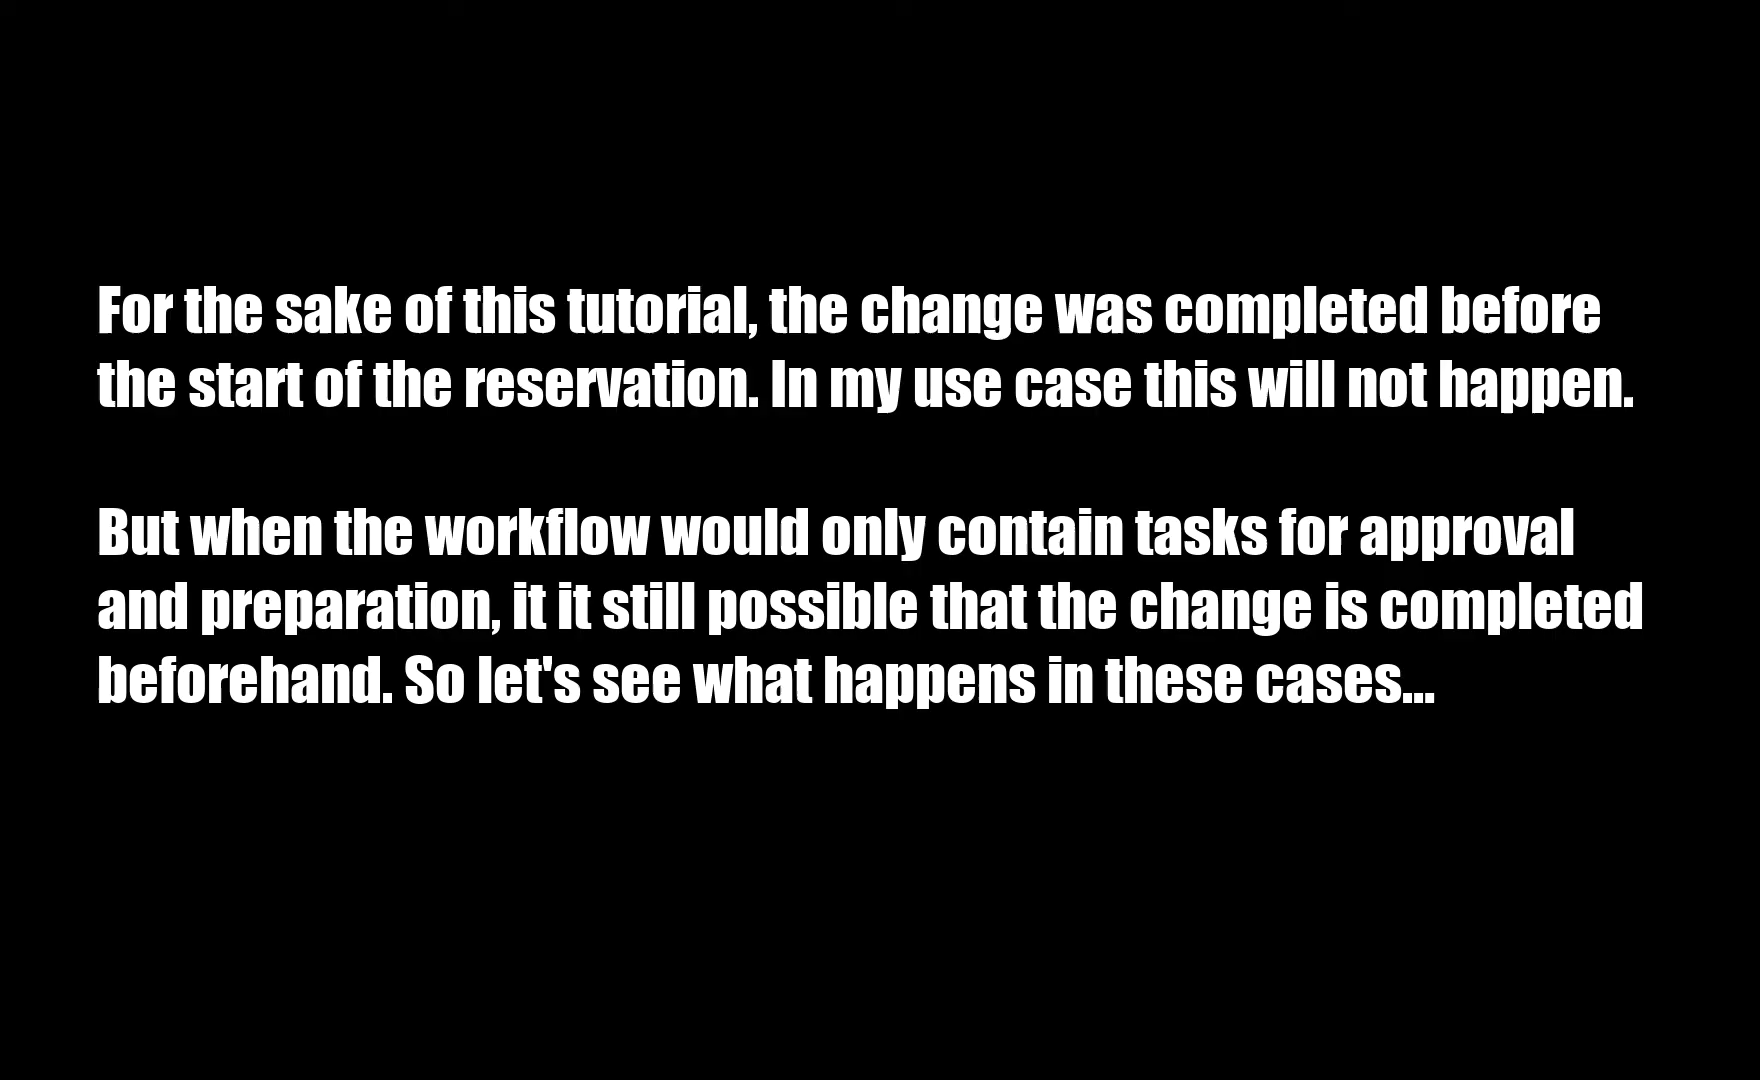 For the sake of this tutorial, the change was completed before
the start of the reservation. In my use case this will not happen.
But when the workflow would only contain tasks for approval
and preparation, it it still possible that the change is completed
beforehand. So let's see what happens in these cases...